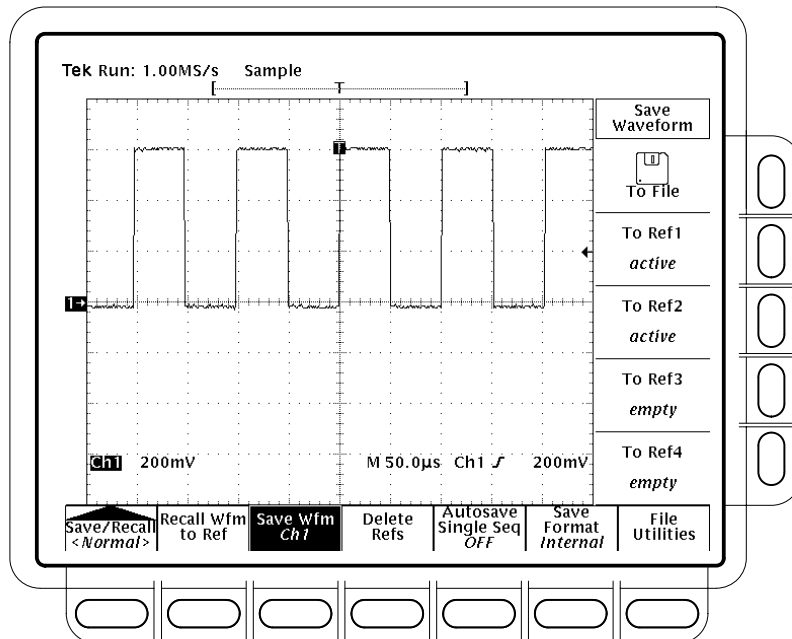 Tek Run: 1.00MS/s Sample
T
T
1→
Ch1 200mV M 50.0µs Ch1 200mV
Save
Waveform
To File
To Ref1
active
To Ref2
active
To Ref3
empty
To Ref4
empty
Save/Recall
<Normal>
Recall Wfm
to Ref
Save Wfm
Ch1
Delete
Refs
Autosave
Single Seq
OFF
Save
Format
Internal
File
Utilities